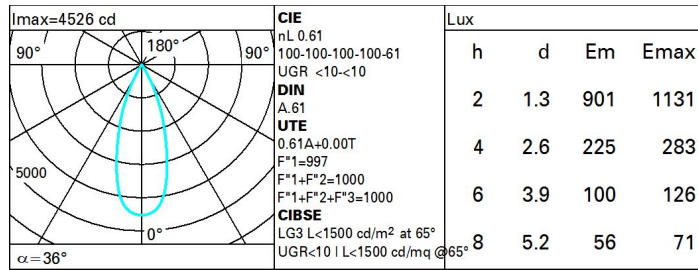 Imax=4526 cd
90° 180° 90°
5000
0°
α=36°
CIE
nL 0.61
100-100-100-100-61
UGR <10-<10
DIN
A.61
UTE
0.61A+0.00T
F"1=997
F"1+F"2=1000
F"1+F"2+F"3=1000
CIBSE
LG3 L<1500 cd/m² at 65°
UGR<10 | L<1500 cd/mq @65°
Lux
h d Em Emax
2 1.3 901 1131
4 2.6 225 283
6 3.9 100 126
8 5.2 56 71